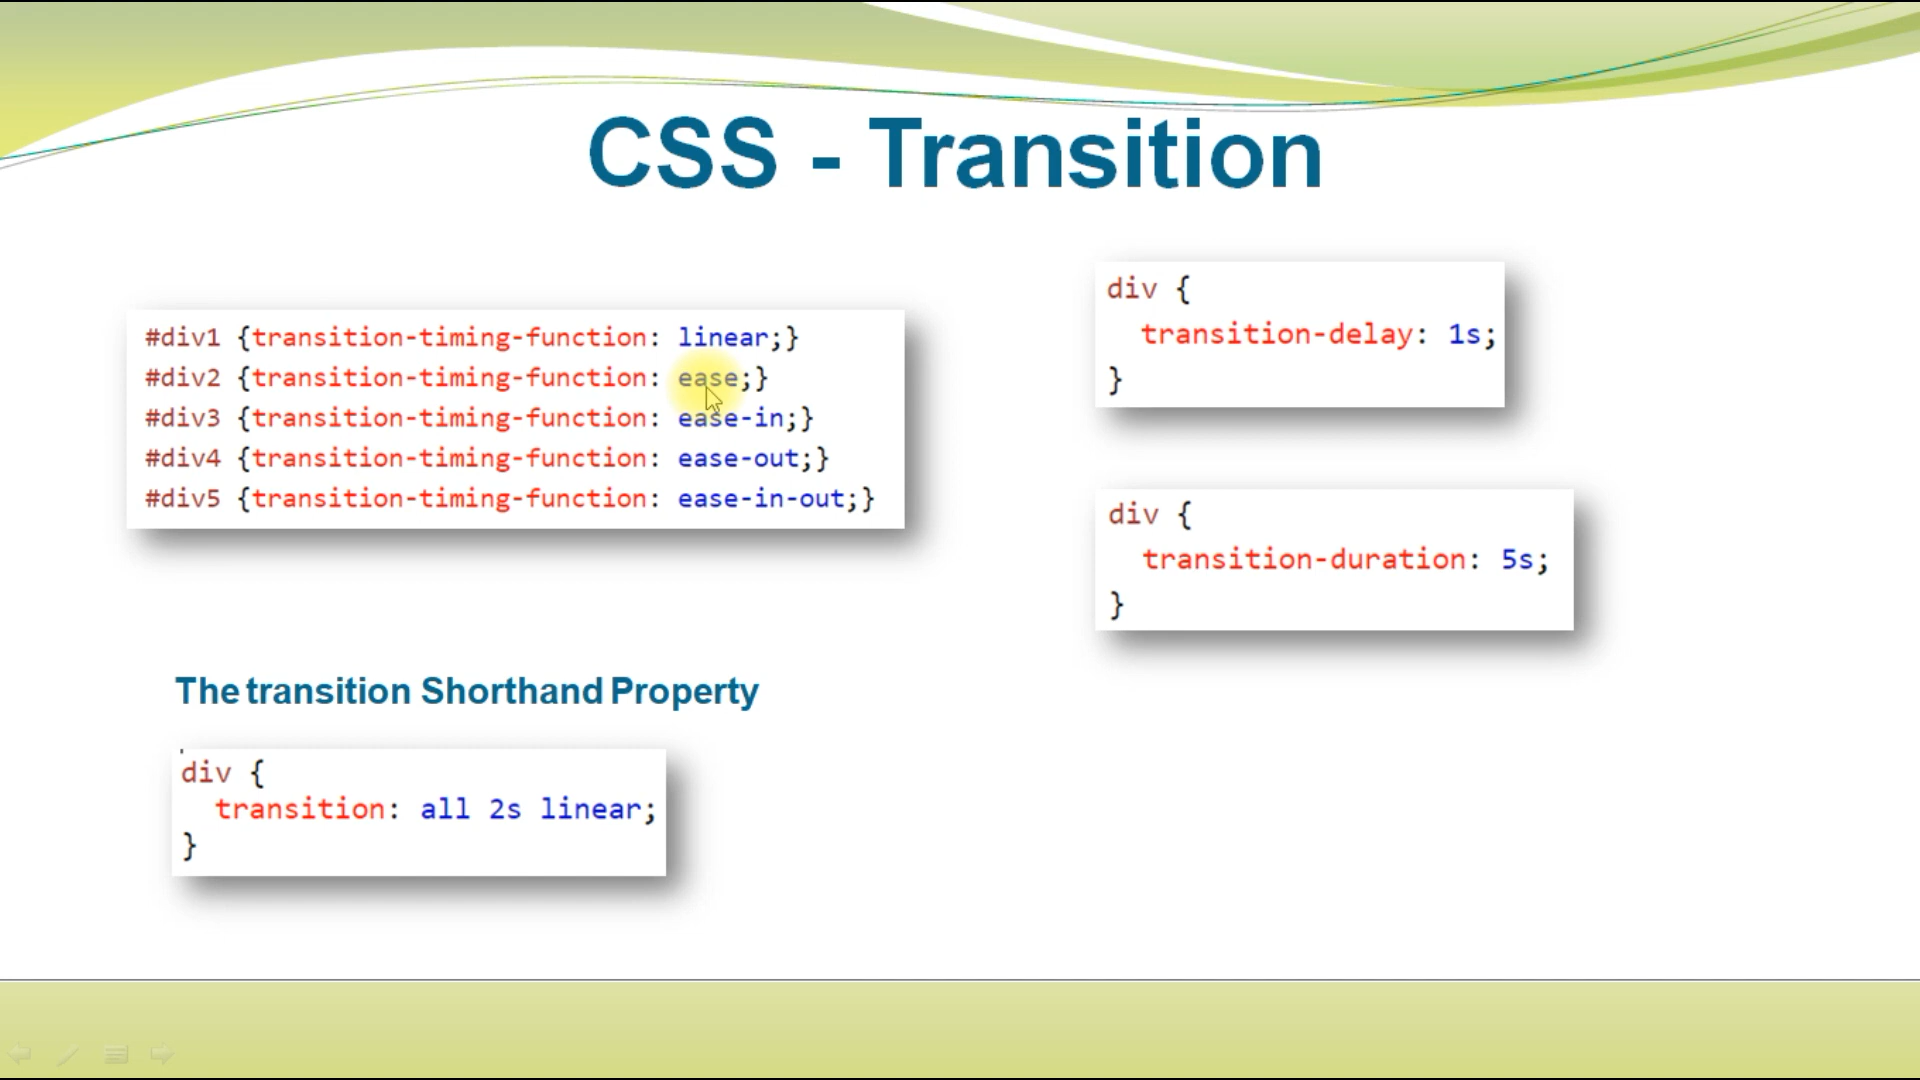 CSS - Transition
#div1 {transition-timing-function: linear;}
#div2 {transition-timing-function: ease;}
#div3 {transition-timing-function: ease-in;}
#div4 {transition-timing-function: ease-out;}
#div5 {transition-timing-function: ease-in-out;}
div {
transition-delay: 1s;
}
div {
transition-duration: 5s;
}
The transition Shorthand Property
div {
transition: all 2s linear;
}